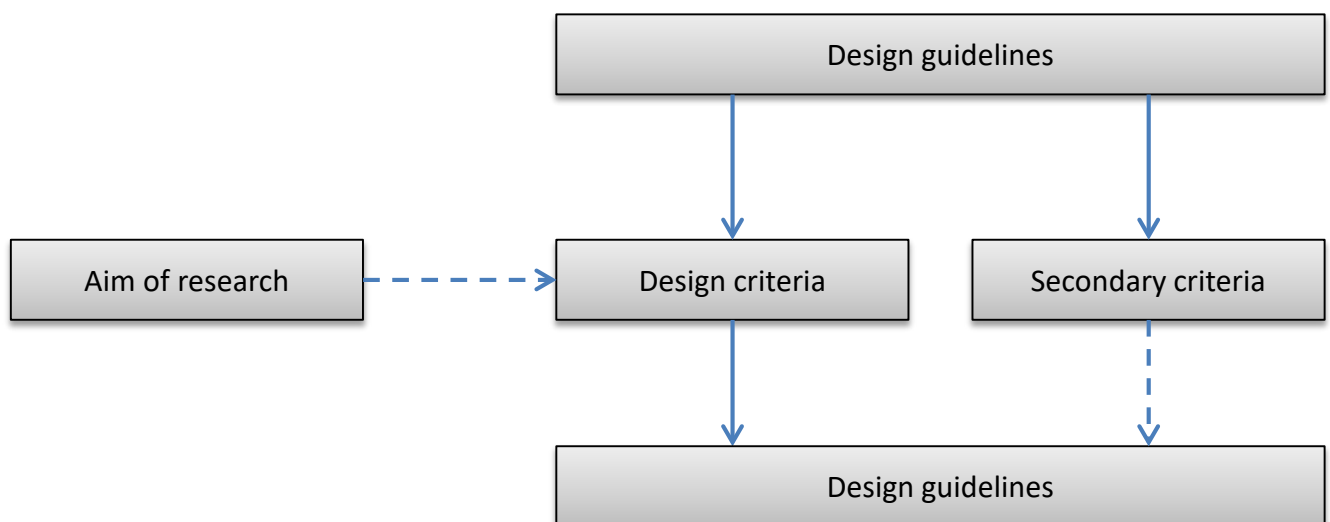 Design guidelines
Aim of research
Design criteria
Secondary criteria
Design guidelines